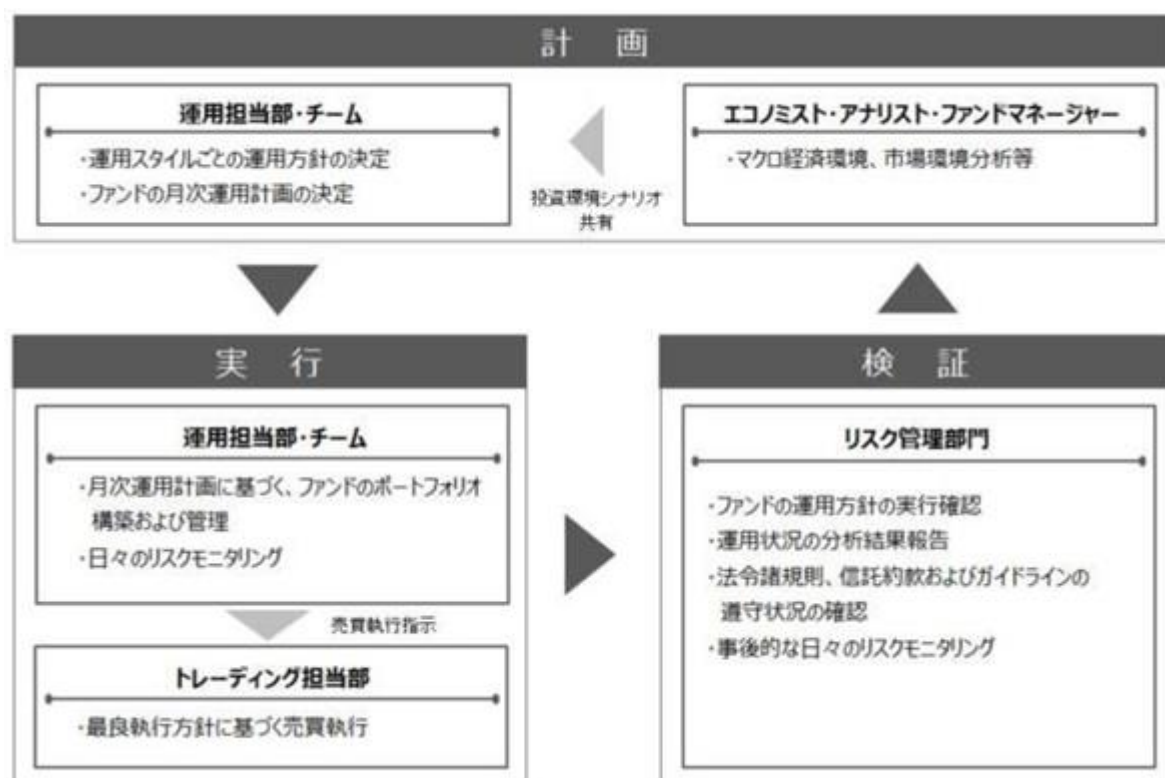 計 画
運用担当部・チーム
・運用スタイルごとの運用方針の決定
・ファンドの月次運用計画の決定
投資環境シナリオ
共有
エコノミスト・アナリスト・ファンドマネージャー
・マクロ経済環境、市場環境分析等
実 行
運用担当部・チーム
・月次運用計画に基づく、ファンドのポートフォリオ
構築および管理
・日々のリスクモニタリング
売買執行指示
トレーディング担当部
・最良執行方針に基づく売買執行
検 証
リスク管理部門
・ファンドの運用方針の実行確認
・運用状況の分析結果報告
・法令諸規則、信託約款およびガイドラインの
遵守状況の確認
・事後的な日々のリスクモニタリング